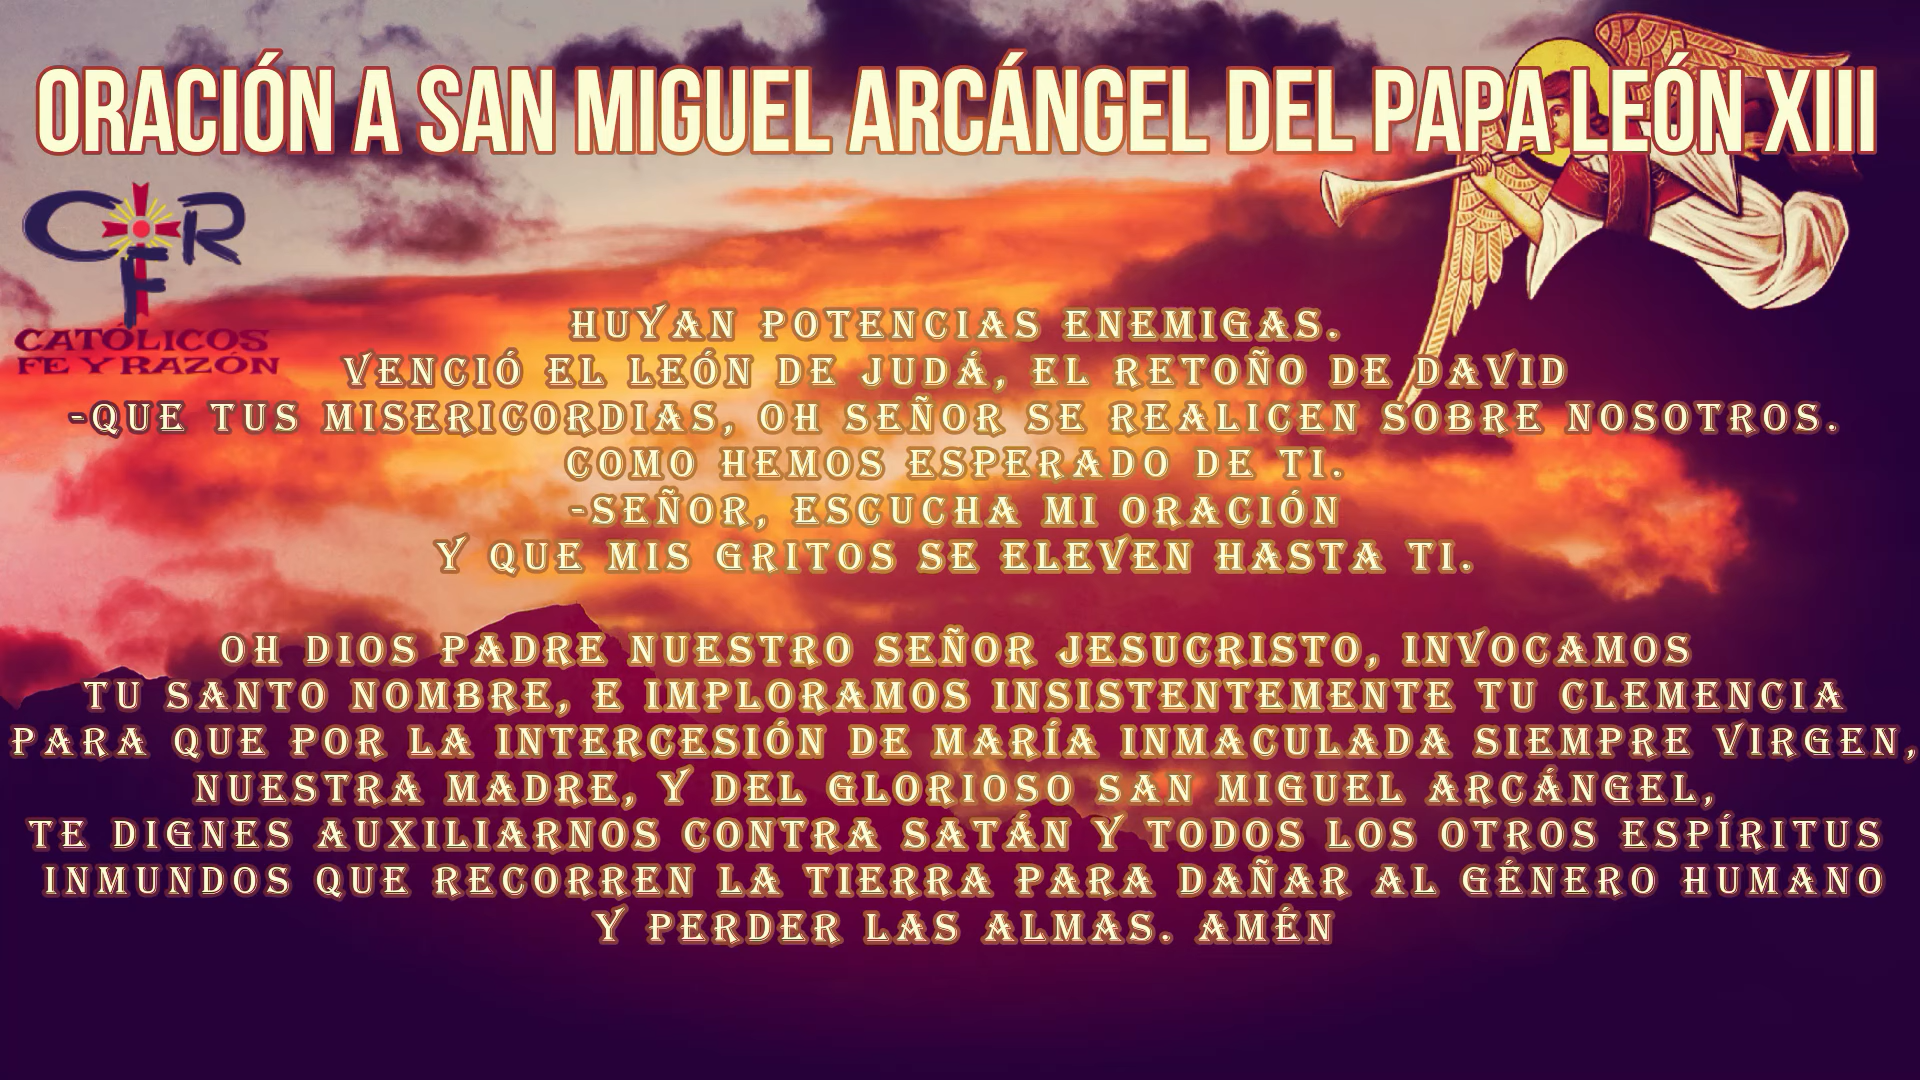 ORACIÓN A SAN MIGUEL ARCÁNGEL DEL PAPA LEÓN XIII
CFR
CATÓLICOS
FE Y RAZÓN
HUYAN POTENCIAS ENEMIGAS.
VENCIÓ EL LEÓN DE JUDÁ, EL RETOÑO DE DAVID
-QUE TUS MISERICORDIAS, OH SEÑOR SE REALICEN SOBRE NOSOTROS.
COMO HEMOS ESPERADO DE TI.
-SEÑOR, ESCUCHA MI ORACIÓN
Y QUE MIS GRITOS SE ELEVEN HASTA TI.
OH DIOS PADRE NUESTRO SEÑOR JESUCRISTO, INVOCAMOS
TU SANTO NOMBRE, E IMPLORAMOS INSISTENTEMENTE TU CLEMENCIA
PARA QUE POR LA INTERCESIÓN DE MARÍA INMACULADA SIEMPRE VIRGEN,
NUESTRA MADRE, Y DEL GLORIOSO SAN MIGUEL ARCÁNGEL,
TE DIGNES AUXILIARNOS CONTRA SATÁN Y TODOS LOS OTROS ESPÍRITUS
INMUNDOS QUE RECORREN LA TIERRA PARA DAÑAR AL GÉNERO HUMANO
Y PERDER LAS ALMAS. AMÉN